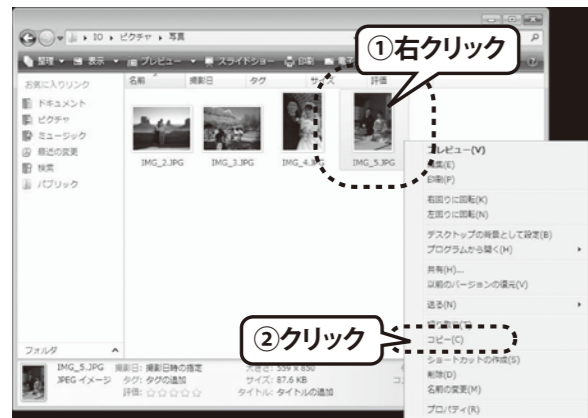 IO ▸ ピクチャ ▸ 写真
整理 表示 プレビュー スライドショー 印刷
①右クリック
お気に入りリンク
名前 撮影日 タグ サイズ 評価
ドキュメント
ピクチャ
ミュージック
最近の変更
検索
パブリック
IMG_2.JPG IMG_3.JPG IMG_4.JPG IMG_5.JPG
プレビュー(V)
編集(E)
印刷(P)
右回りに回転(K)
左回りに回転(N)
デスクトップの背景として設定(B)
プログラムから開く(H)
共有(H)...
以前のバージョンの復元(V)
送る(N)
切り取り(T)
②クリック
コピー(C)
ショートカットの作成(S)
削除(D)
名前の変更(M)
プロパティ(R)
フォルダ
IMG_5.JPG 撮影日: 撮影日時の指定 大きさ: 559 x 850
JPEG イメージ タグ: タグの追加 サイズ: 87.6 KB
評価: ☆☆☆☆☆ タイトル: タイトルの追加